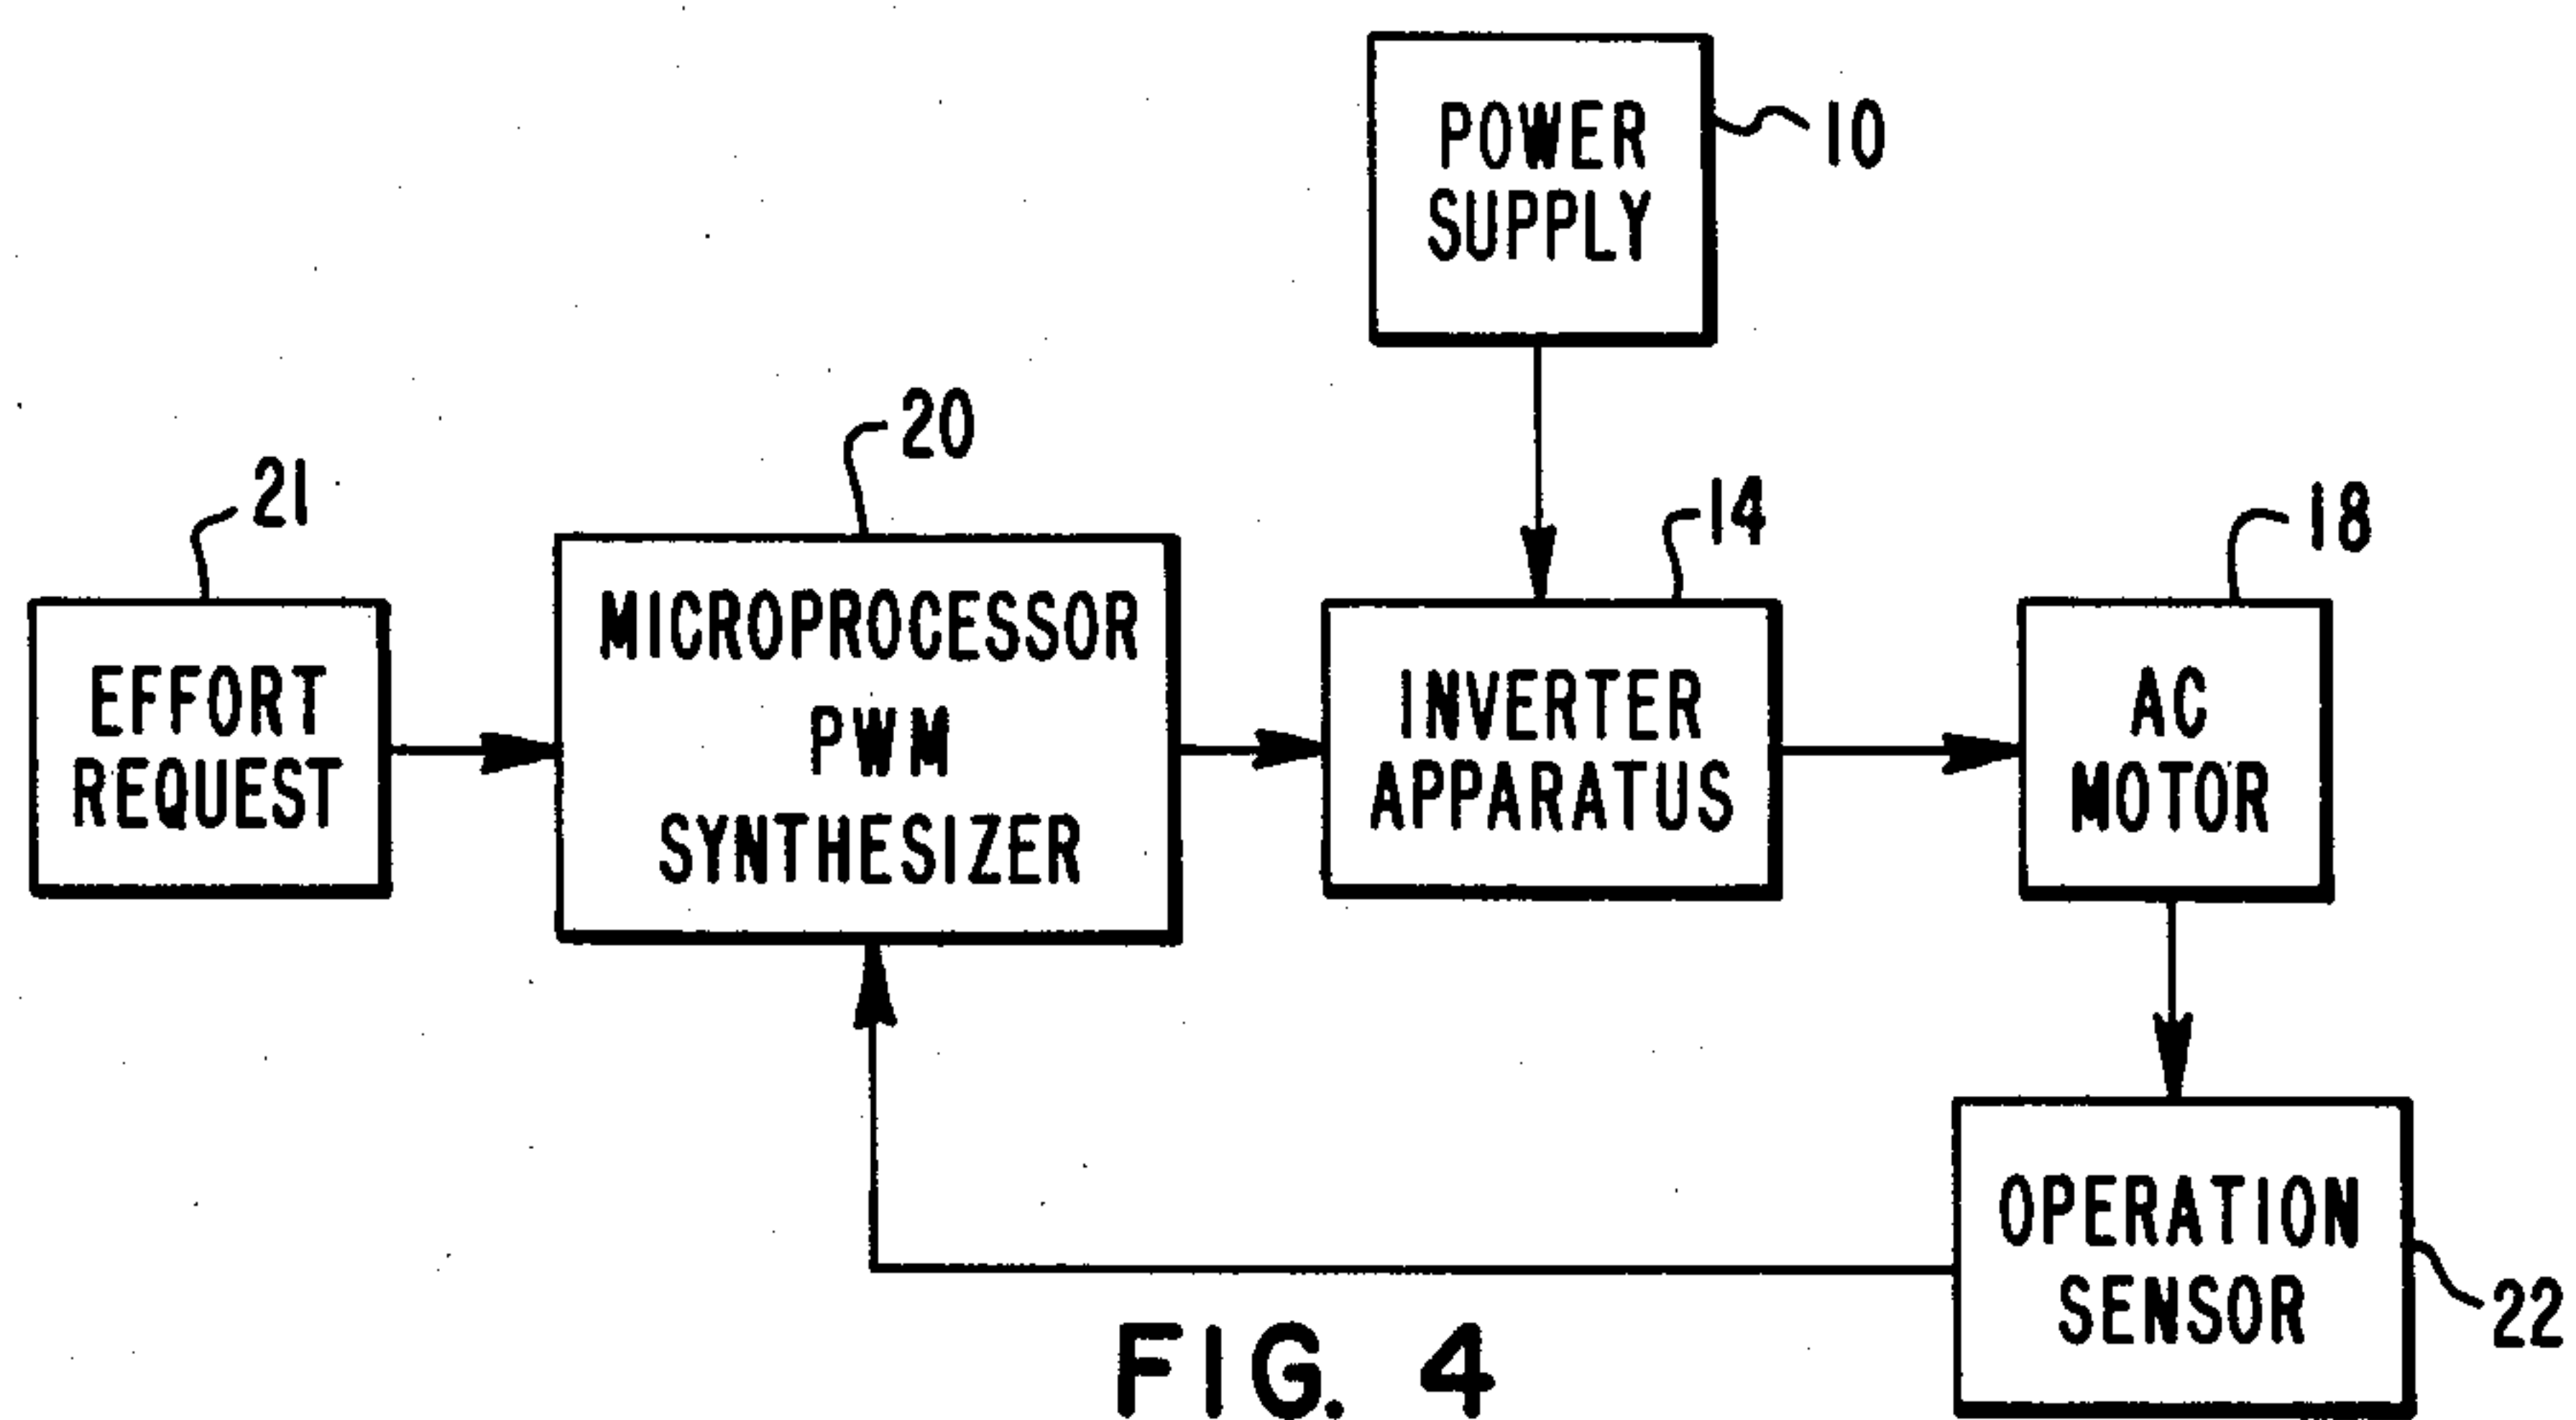 POWER
SUPPLY
10
20
21
14
18
EFFORT
REQUEST
MICROPROCESSOR
PWM
SYNTHESIZER
INVERTER
APPARATUS
AC
MOTOR
OPERATION
SENSOR
22
FIG. 4